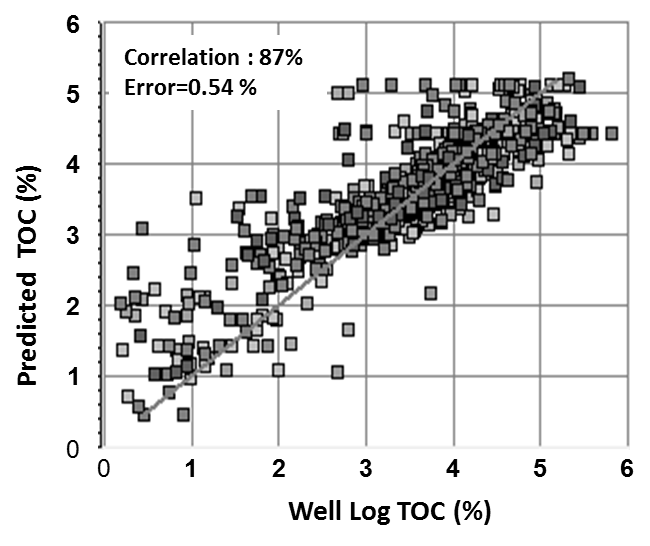 6
5
4
3
2
1
0
Predicted TOC (%)
Correlation : 87%
Error=0.54 %
0 1 2 3 4 5 6
Well Log TOC (%)